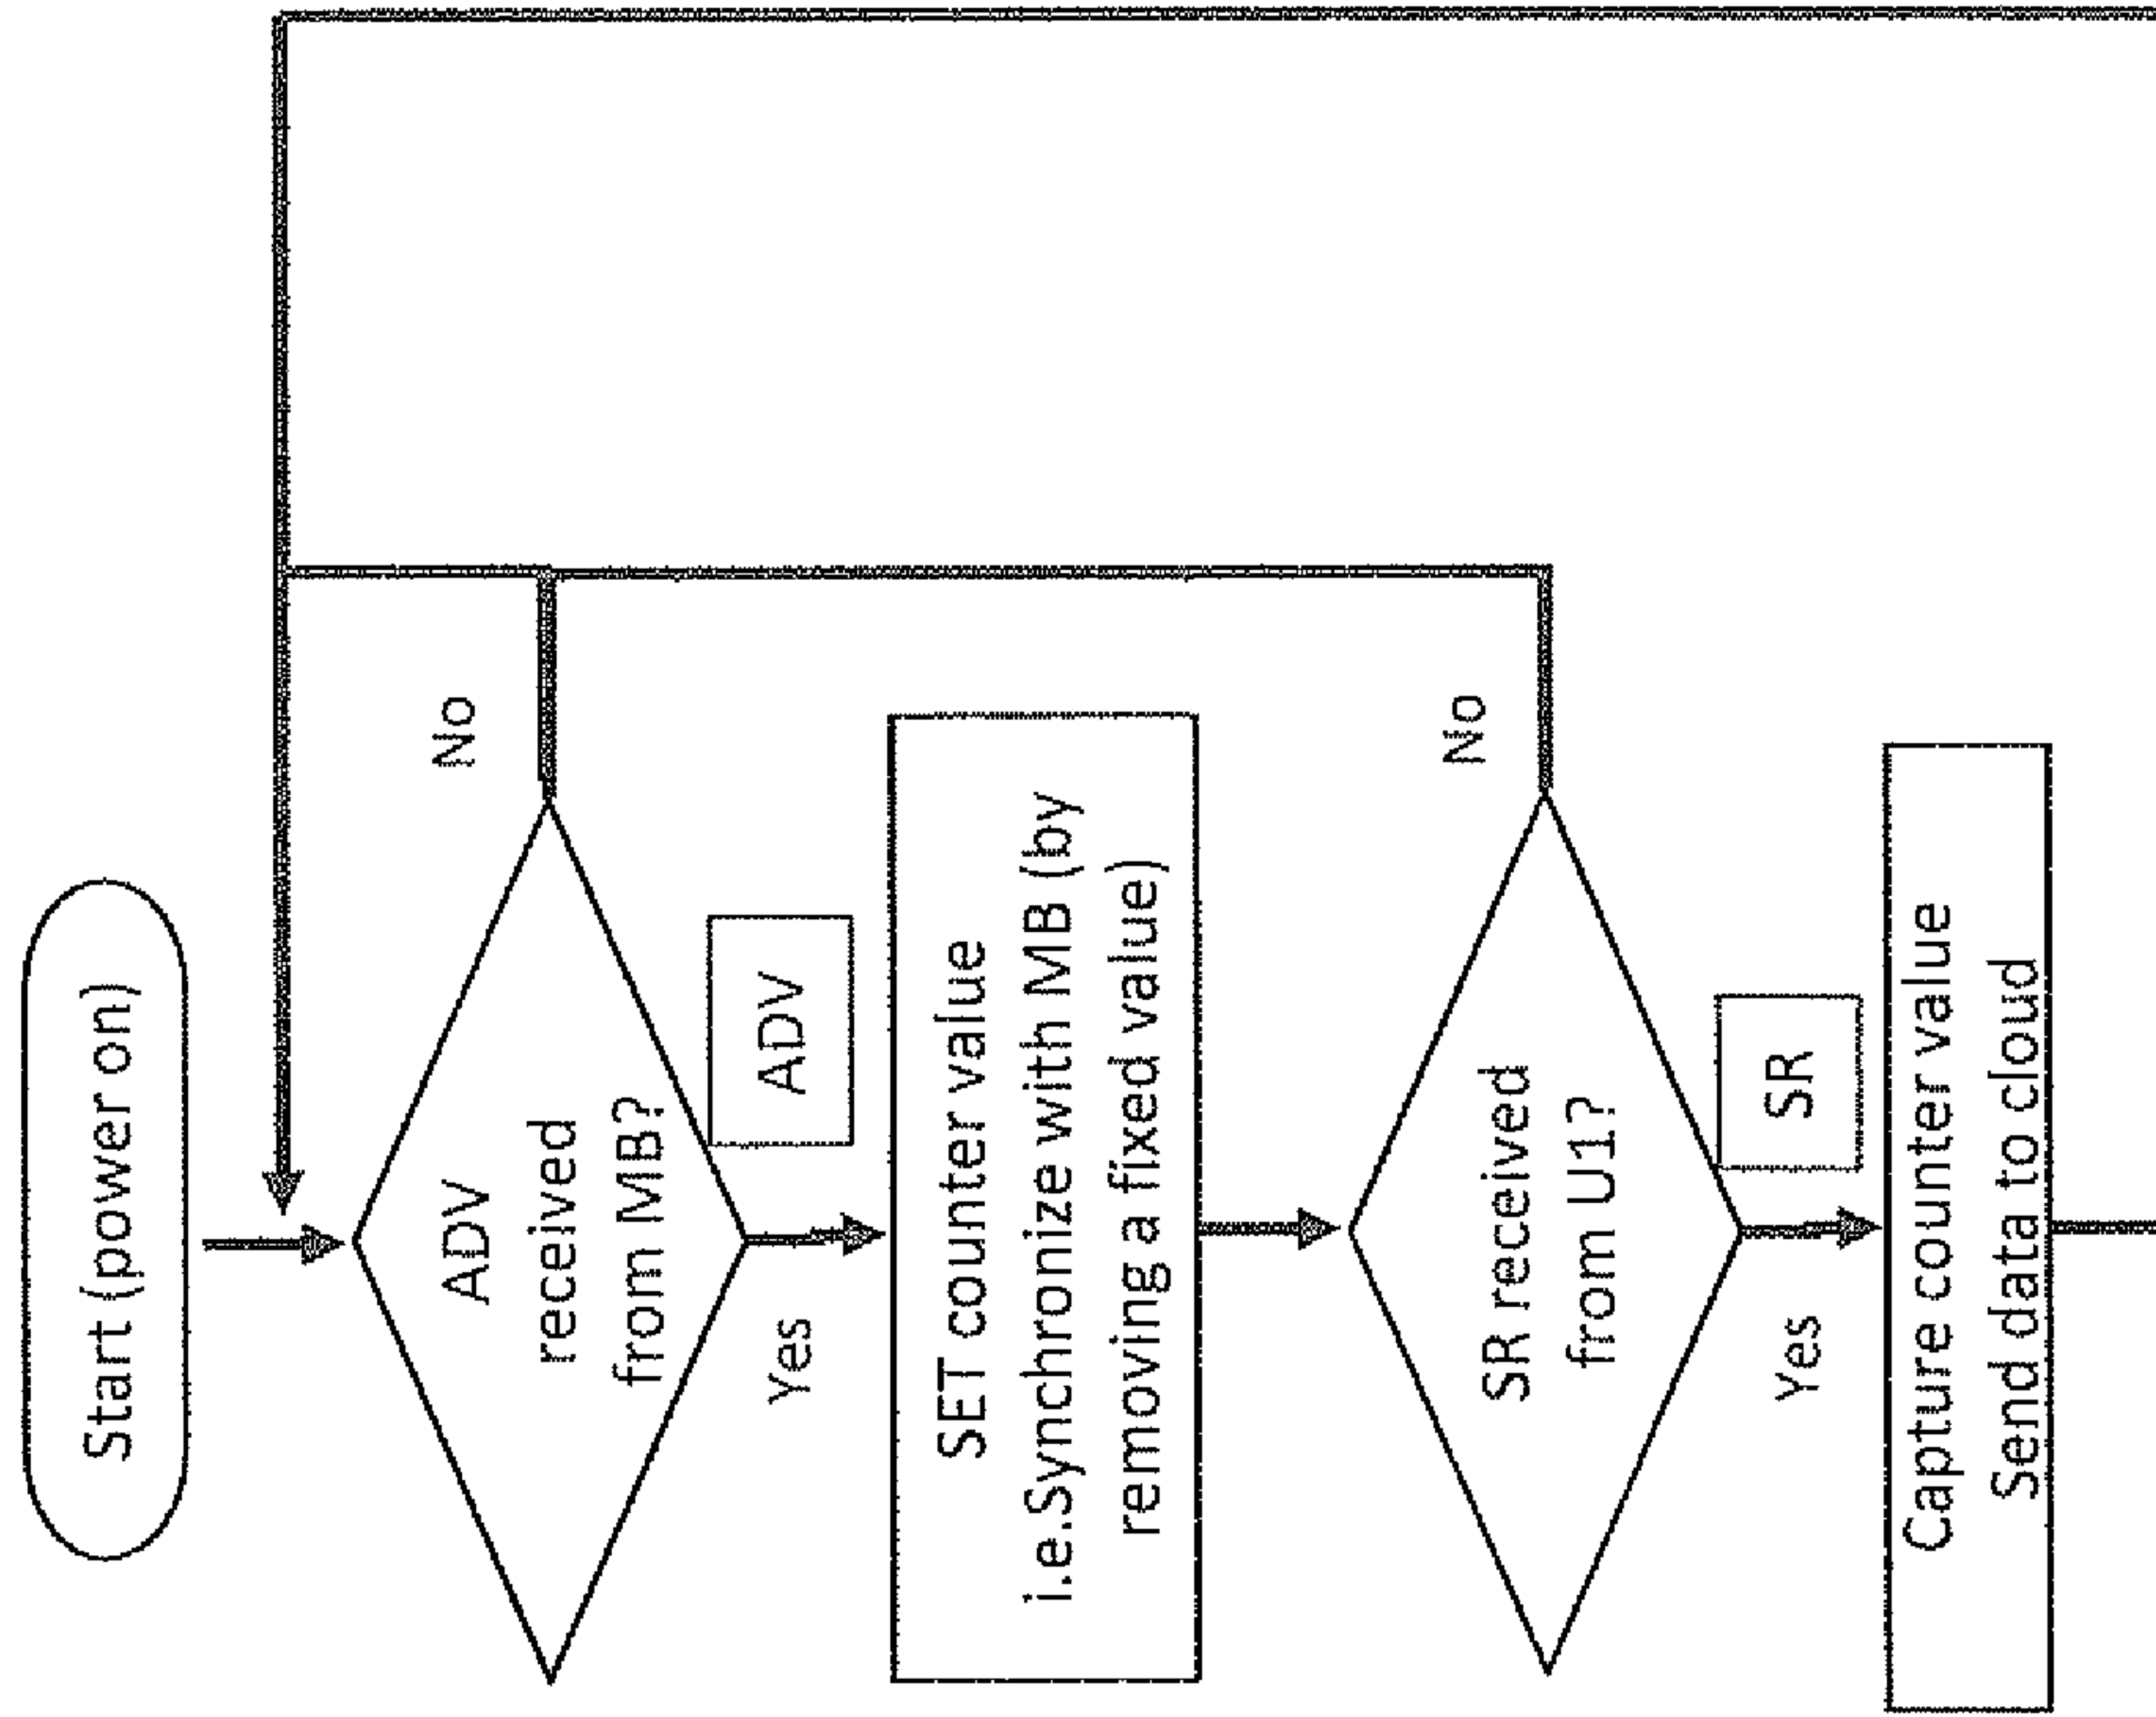 Start (power on)
ADV
received
from MB?
No
Yes
ADV
SET counter value
i.e.Synchronize with MB (by
removing a fixed value)
SR received
from U1?
No
Yes
SR
Capture counter value
Send data to cloud